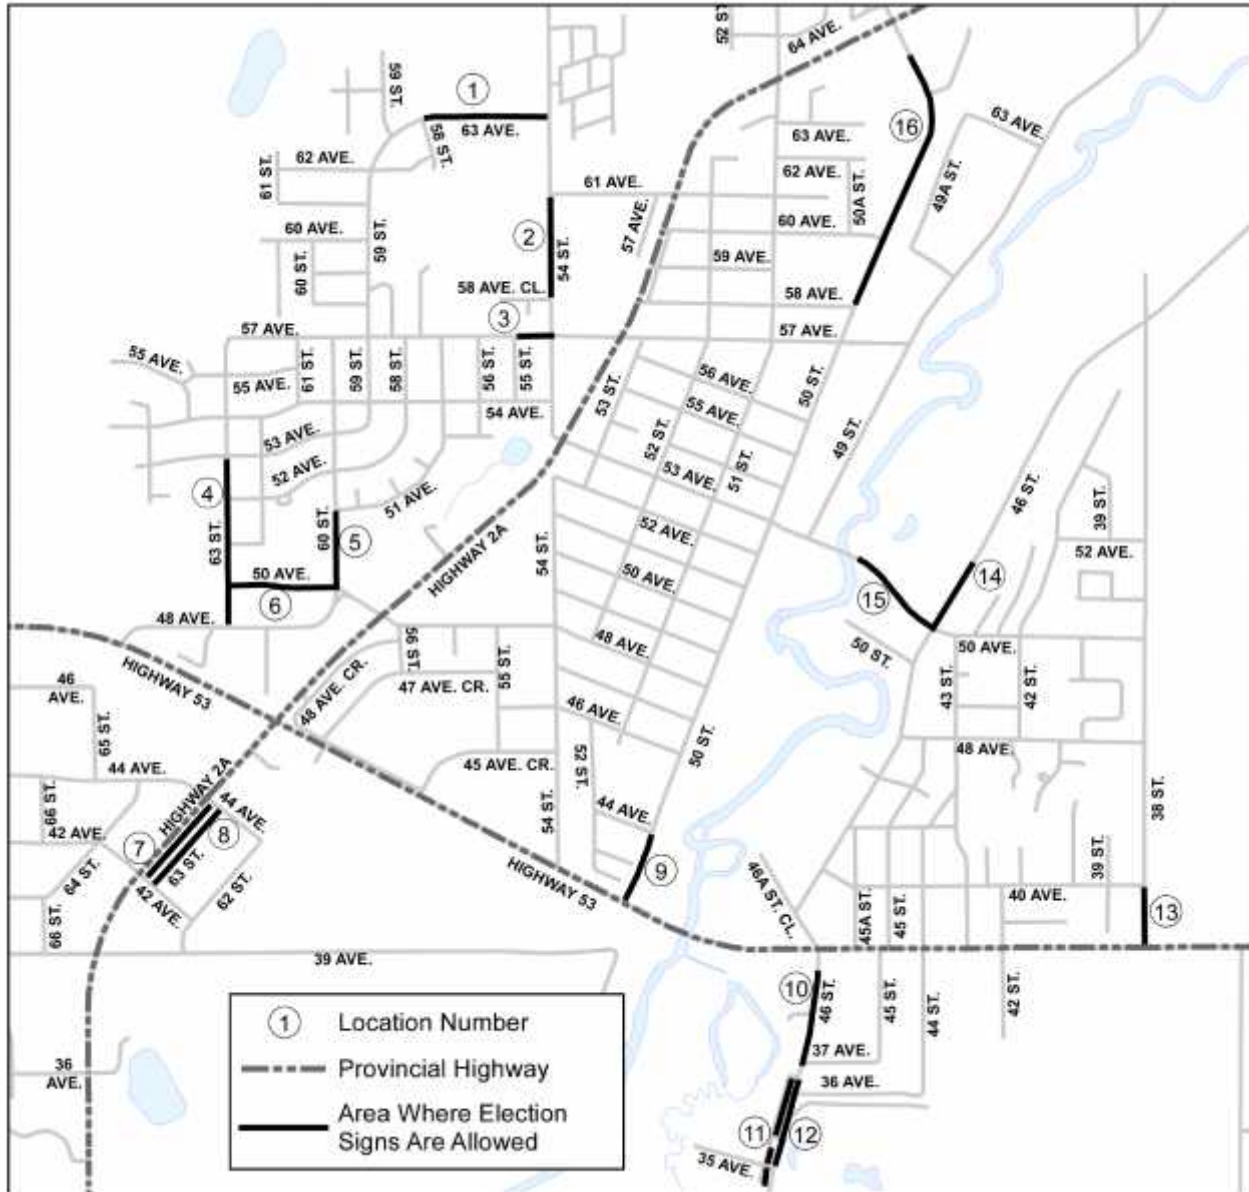 52 ST.
64 AVE.
59 ST.
1
63 AVE.
58 ST.
16
63 AVE.
63 AVE.
62 AVE.
61 ST.
62 AVE.
61 AVE.
50A ST.
49A ST.
57 AVE.
60 AVE.
60 AVE.
59 ST.
2
54 ST.
60 ST.
59 AVE.
58 AVE. CL.
58 AVE.
3
57 AVE.
57 AVE.
55 AVE.
55 AVE.
61 ST.
59 ST.
58 ST.
56 ST.
55 ST.
54 AVE.
53 ST.
56 AVE.
55 AVE.
50 ST.
49 ST.
53 AVE.
52 AVE.
52 ST.
53 AVE.
51 ST.
46 ST.
39 ST.
4
63 ST.
60 ST.
5
51 AVE.
HIGHWAY 2A
54 ST.
52 AVE.
50 AVE.
52 AVE.
50 AVE.
6
15
14
48 AVE.
56 ST.
55 ST.
48 AVE.
50 ST.
50 AVE.
43 ST.
42 ST.
HIGHWAY 53
46
AVE.
48 AVE. CR.
47 AVE. CR.
46 AVE.
65 ST.
50 ST.
48 AVE.
45 AVE. CR.
52 ST.
44 AVE.
HIGHWAY 2A
66 ST.
44 AVE.
54 ST.
44 AVE.
38 ST.
42 AVE.
7
8
63 ST.
64 ST.
62 ST.
42 AVE.
66 ST.
HIGHWAY 53
9
46A ST. CL.
39 ST.
45A ST.
45 ST.
40 AVE.
13
39 AVE.
10
46 ST.
45 ST.
44 ST.
42 ST.
37 AVE.
36 AVE.
36
AVE.
11
12
35 AVE.
1 Location Number
Provincial Highway
Area Where Election
Signs Are Allowed